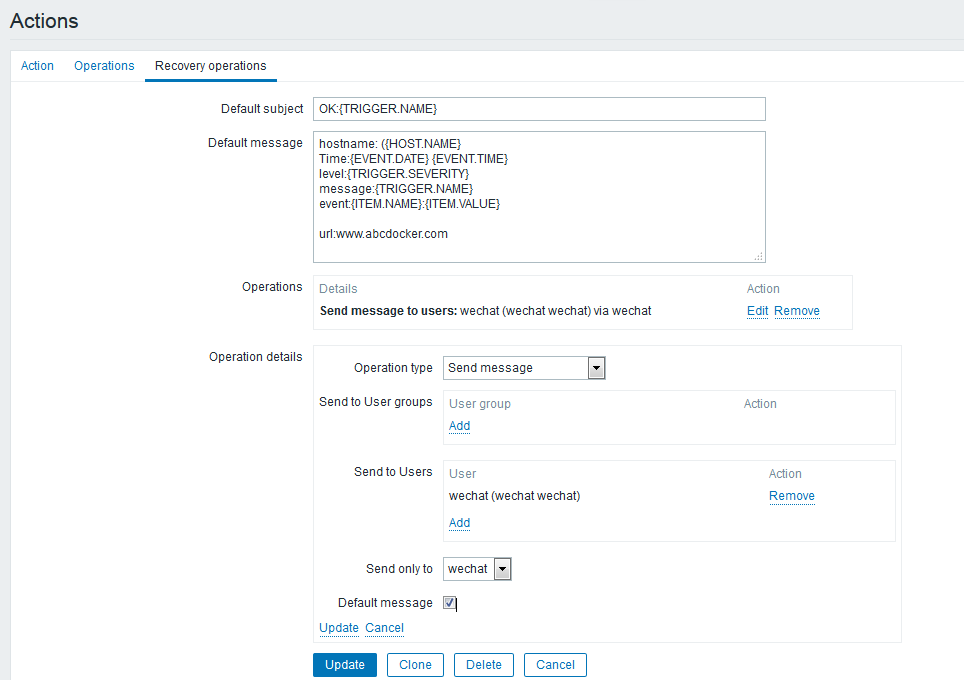 Actions
Action Operations Recovery operations
Default subject OK:{TRIGGER.NAME}
Default message hostname: ({HOST.NAME}
Time:{EVENT.DATE} {EVENT.TIME}
level:{TRIGGER.SEVERITY}
message:{TRIGGER.NAME}
event:{ITEM.NAME}:{ITEM.VALUE}
url:www.abcdocker.com
Operations Details Action
Send message to users: wechat (wechat wechat) via wechat Edit Remove
Operation details
Operation type Send message
Send to User groups User group Action
Add
Send to Users User Action
wechat (wechat wechat) Remove
Add
Send only to wechat
Default message
Update Cancel
Update Clone Delete Cancel